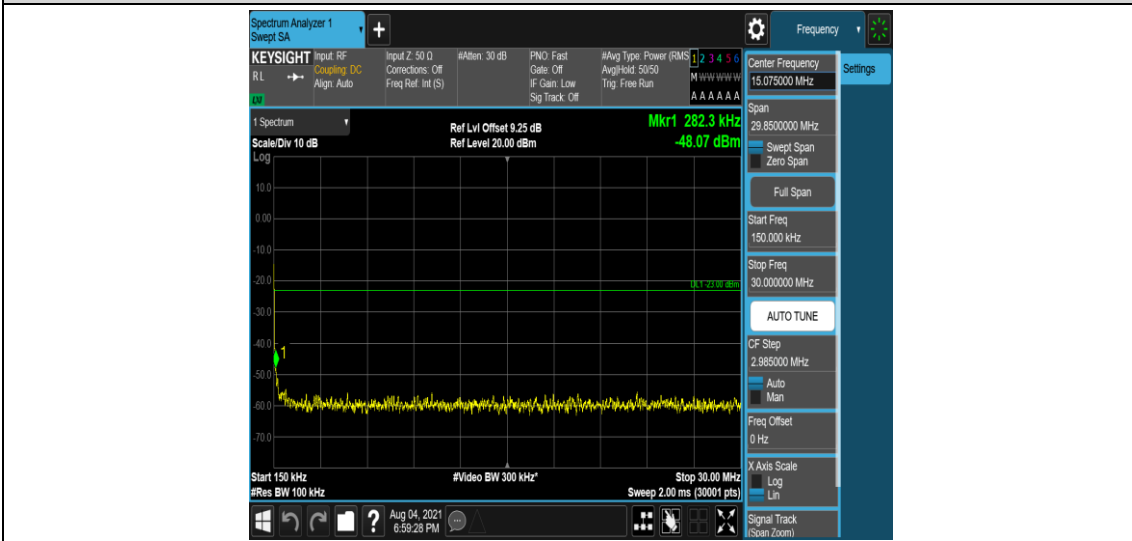 Spectrum Analyzer 1
Swept SA
Frequency
KEYSIGHT
R L
LXI
Input: RF
Coupling: DC
Align: Auto
Input Z: 50 Ω
Corrections: Off
Freq Ref: Int (S)
#Atten: 30 dB
PNO: Fast
Gate: Off
IF Gain: Low
Sig Track: Off
#Avg Type: Power (RMS
Avg|Hold: 50/50
Trig: Free Run
1 2 3 4 5 6
M W W W W W
A A A A A A
1 Spectrum
Scale/Div 10 dB
Log
Ref Lvl Offset 9.25 dB
Ref Level 20.00 dBm
Mkr1 282.3 kHz
-48.07 dBm
10.0
0.00
-10.0
-20.0
DL1 -23.00 dBm
-30.0
-40.0
1
-50.0
-60.0
-70.0
Start 150 kHz
#Video BW 300 kHz*
Stop 30.00 MHz
#Res BW 100 kHz
Sweep 2.00 ms (30001 pts)
Center Frequency
15.075000 MHz
Settings
Span
29.8500000 MHz
Swept Span
Zero Span
Full Span
Start Freq
150.000 kHz
Stop Freq
30.000000 MHz
AUTO TUNE
CF Step
2.985000 MHz
Auto
Man
Freq Offset
0 Hz
X Axis Scale
Log
Lin
Signal Track
(Span Zoom)
?
Aug 04, 2021
6:59:28 PM